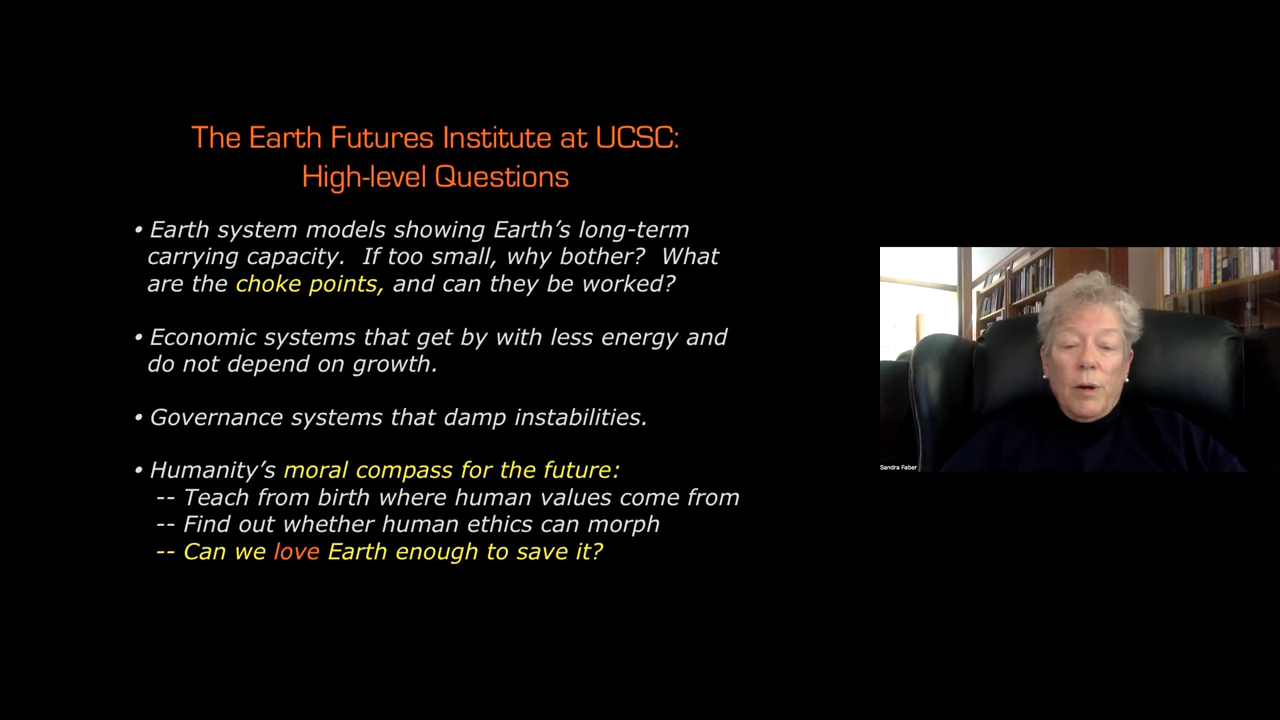 The Earth Futures Institute at UCSC:
High-level Questions
• Earth system models showing Earth's long-term
carrying capacity.  If too small, why bother?  What
are the choke points, and can they be worked?
• Economic systems that get by with less energy and
do not depend on growth.
• Governance systems that damp instabilities.
• Humanity's moral compass for the future:
-- Teach from birth where human values come from
-- Find out whether human ethics can morph
-- Can we love Earth enough to save it?
Sandra Faber